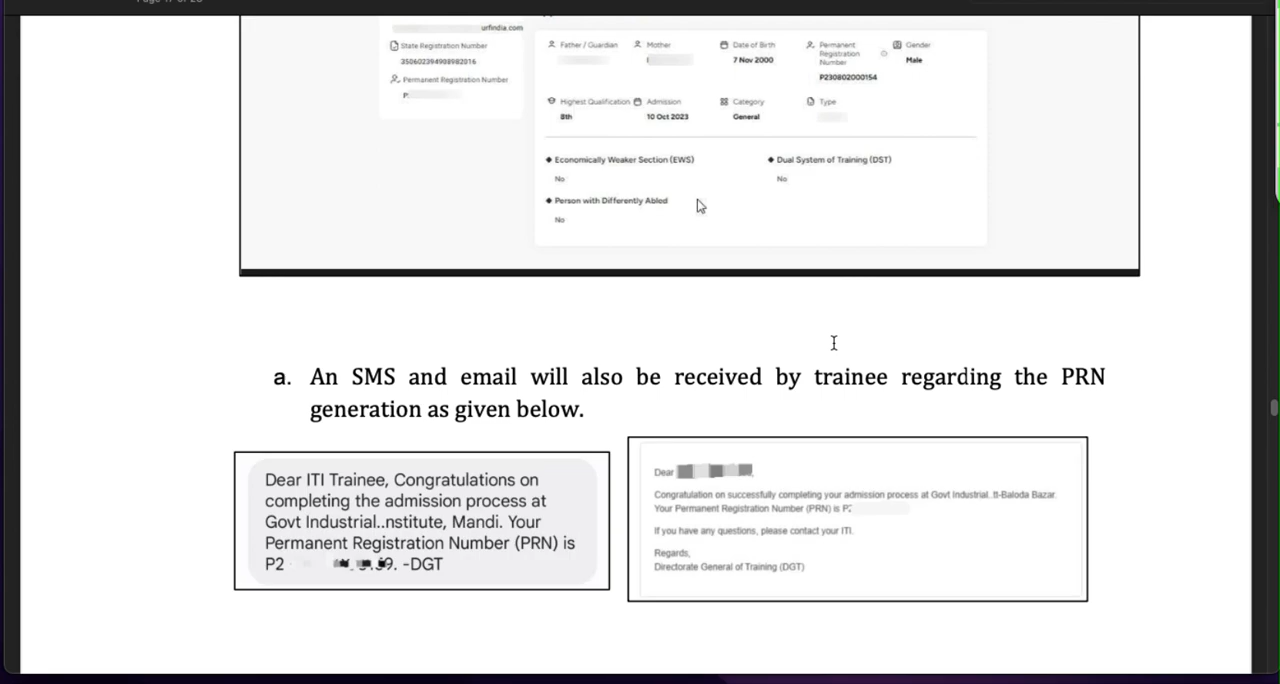 urfindia.com
State Registration Number
350602394908982016
Permanent Registration Number
P
Father / Guardian Mother Date of Birth Permanent Registration Number Gender
7 Nov 2000 P230802000154 Male
Highest Qualification Admission Category Type
8th 10 Oct 2023 General
Economically Weaker Section (EWS) Dual System of Training (DST)
No No
Person with Differently Abled
No
a. An SMS and email will also be received by trainee regarding the PRN
generation as given below.
Dear ITI Trainee, Congratulations on
completing the admission process at
Govt Industrial..nstitute, Mandi. Your
Permanent Registration Number (PRN) is
P2 9. -DGT
Dear
Congratulation on successfully completing your admission process at Govt Industrial..tI-Baloda Bazar.
Your Permanent Registration Number (PRN) is P2
If you have any questions, please contact your ITI.
Regards,
Directorate General of Training (DGT)